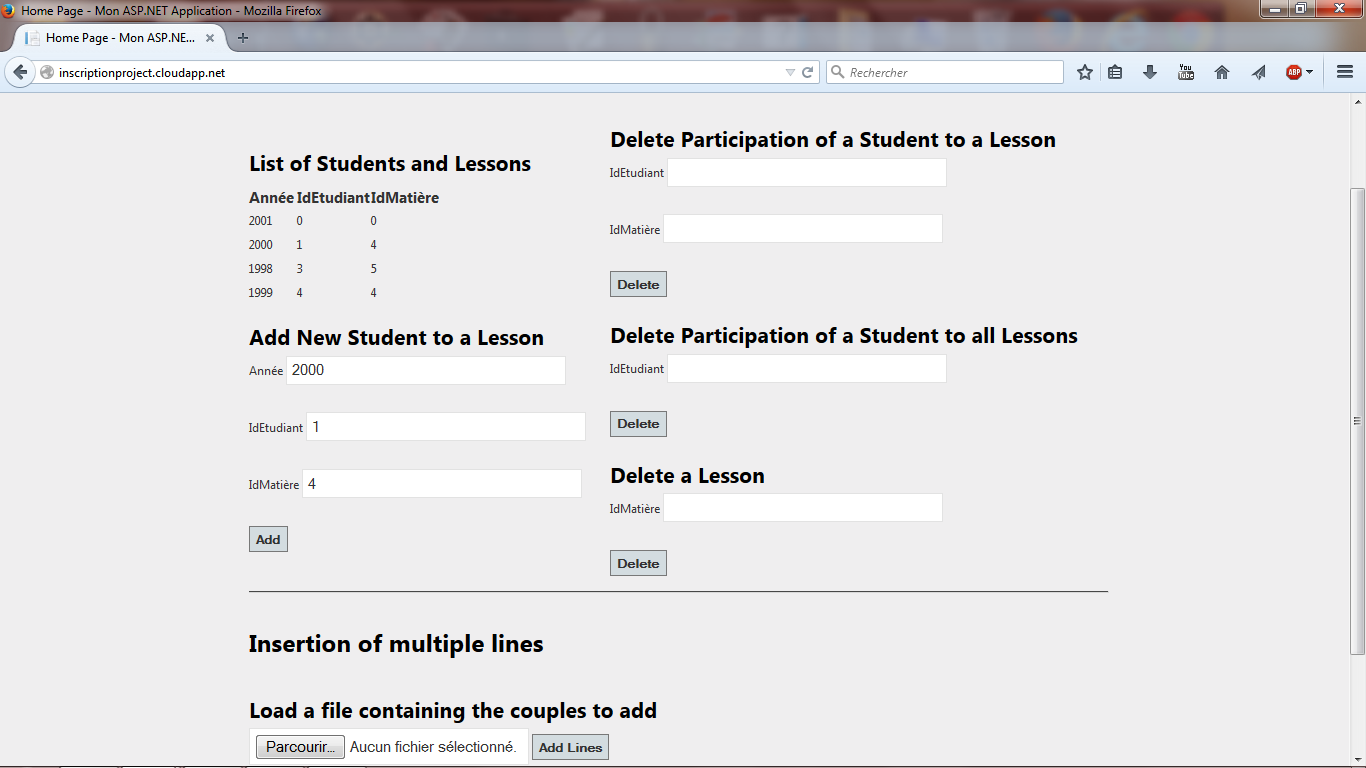 Home Page - Mon ASP.NET Application - Mozilla Firefox
Home Page - Mon ASP.NE...
inscriptionproject.cloudapp.net
Rechercher
You Tube
ABP
List of Students and Lessons
Année IdEtudiant IdMatière
2001 0 0
2000 1 4
1998 3 5
1999 4 4
Add New Student to a Lesson
Année 2000
IdEtudiant 1
IdMatière 4
Add
Delete Participation of a Student to a Lesson
IdEtudiant
IdMatière
Delete
Delete Participation of a Student to all Lessons
IdEtudiant
Delete
Delete a Lesson
IdMatière
Delete
Insertion of multiple lines
Load a file containing the couples to add
Parcourir... Aucun fichier sélectionné. Add Lines